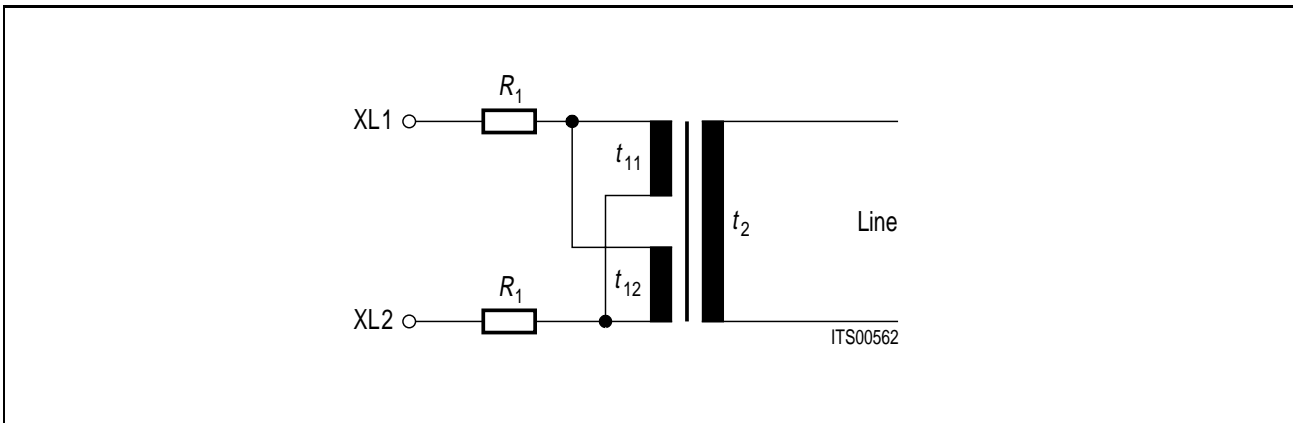 R1
XL1
t11
t2
Line
t12
R1
XL2
ITS00562